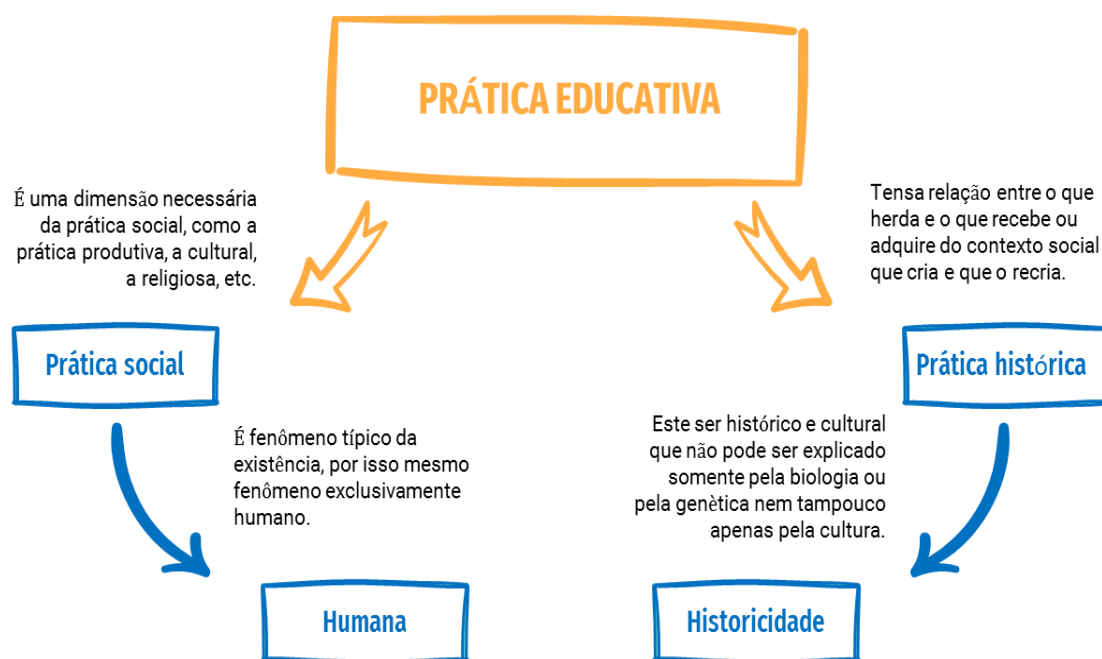 PRÁTICA EDUCATIVA
É uma dimensão necessária
da prática social, como a
prática produtiva, a cultural,
a religiosa, etc.
Tensa relação entre o que
herda e o que recebe ou
adquire do contexto social
que cria e que o recria.
Prática social
Prática histórica
É fenômeno típico da
existência, por isso mesmo
fenômeno exclusivamente
humano.
Este ser histórico e cultural
que não pode ser explicado
somente pela biologia ou
pela genètica nem tampouco
apenas pela cultura.
Humana
Historicidade